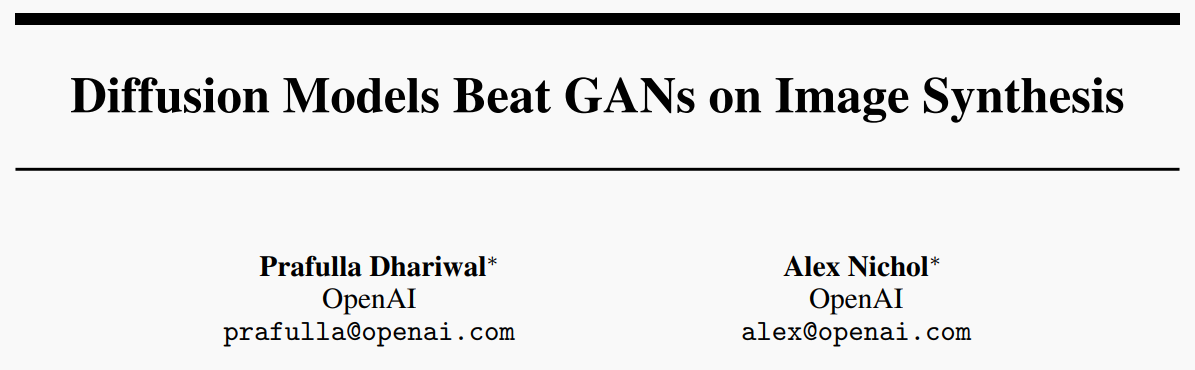 Diffusion Models Beat GANs on Image Synthesis
Prafulla Dhariwal*
OpenAI
prafulla@openai.com
Alex Nichol*
OpenAI
alex@openai.com